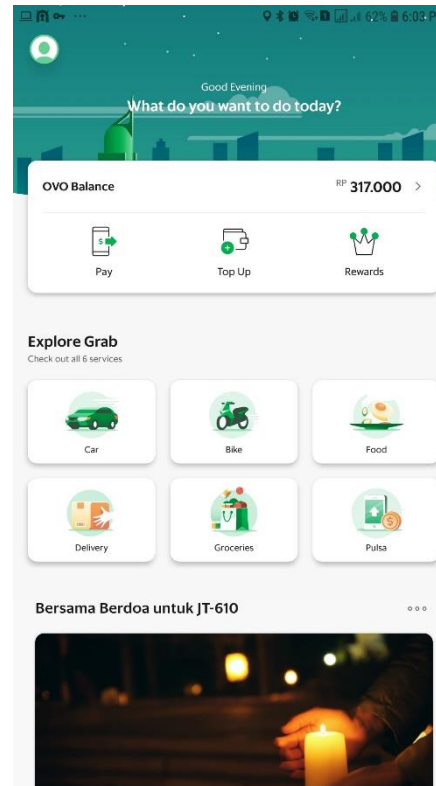 62% 6:03 P
Good Evening
What do you want to do today?
OVO Balance
RP 317.000 >
Pay
Top Up
Rewards
Explore Grab
Check out all 6 services
Car
Bike
Food
Delivery
Groceries
Pulsa
Bersama Berdoa untuk JT-610